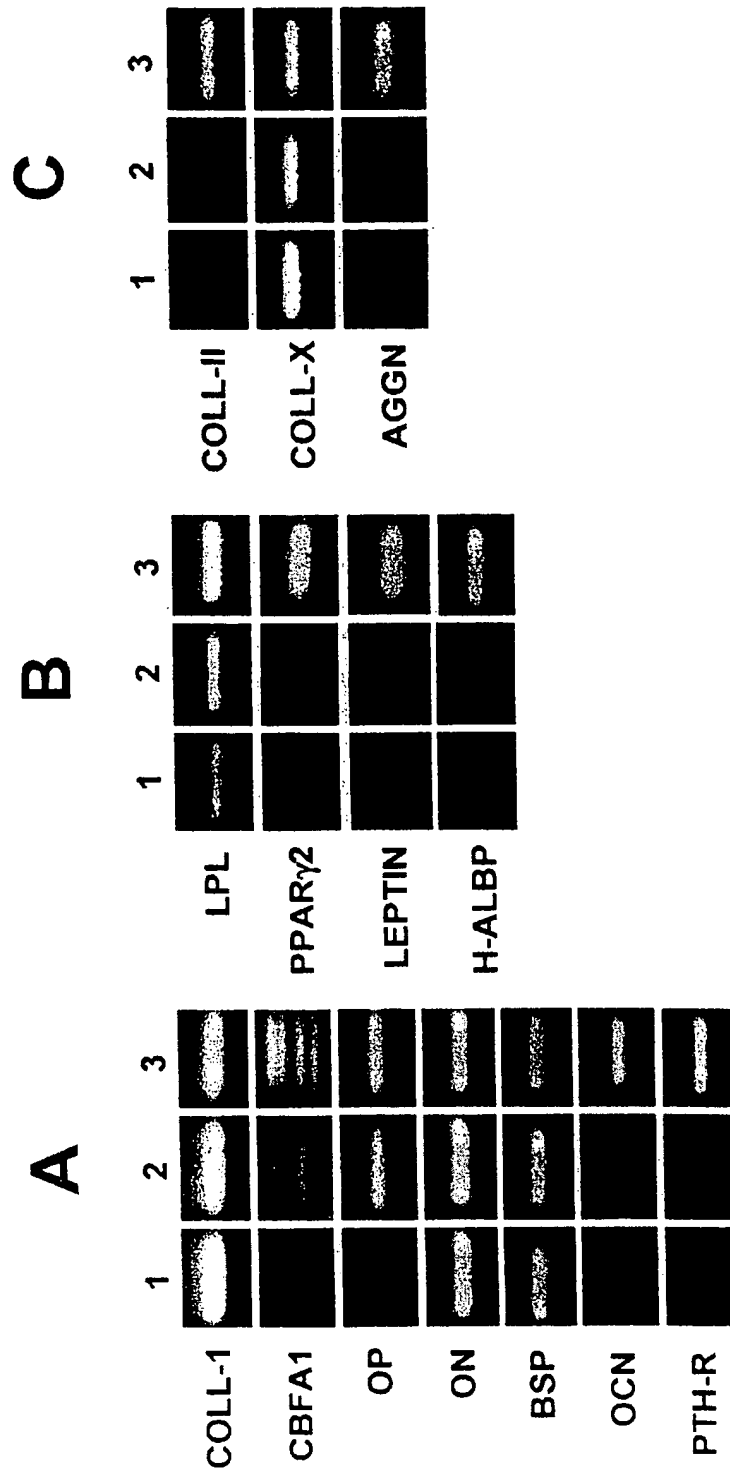 A
1 2 3
COLL-1
CBFA1
OP
ON
BSP
OCN
PTH-R
B
1 2 3
LPL
PPARγ2
LEPTIN
H-ALBP
C
1 2 3
COLL-II
COLL-X
AGGN